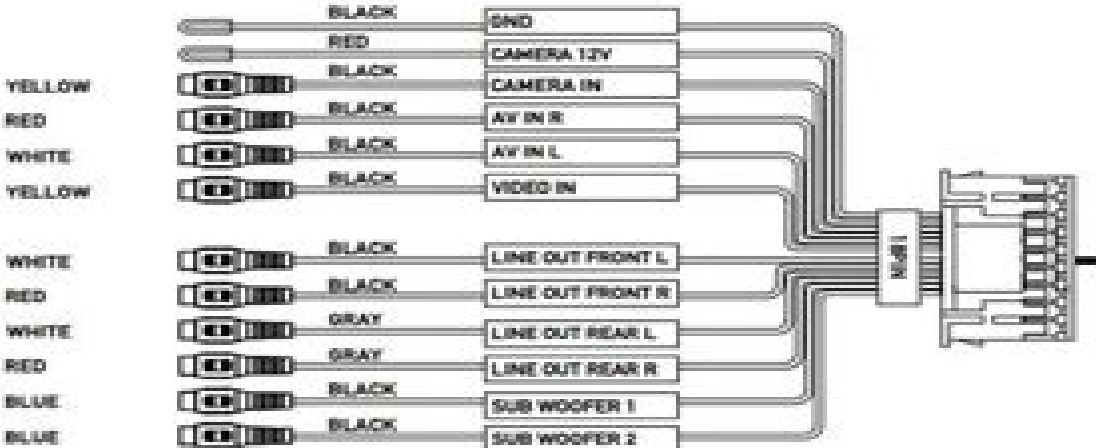 BLACK GND
RED CAMERA 12V
YELLOW BLACK CAMERA IN
RED BLACK AV IN R
WHITE BLACK AV IN L
YELLOW BLACK VIDEO IN
WHITE BLACK LINE OUT FRONT L
RED BLACK LINE OUT FRONT R
WHITE GRAY LINE OUT REAR L
RED GRAY LINE OUT REAR R
BLUE BLACK SUB WOOFER 1
BLUE BLACK SUB WOOFER 2
18PIN